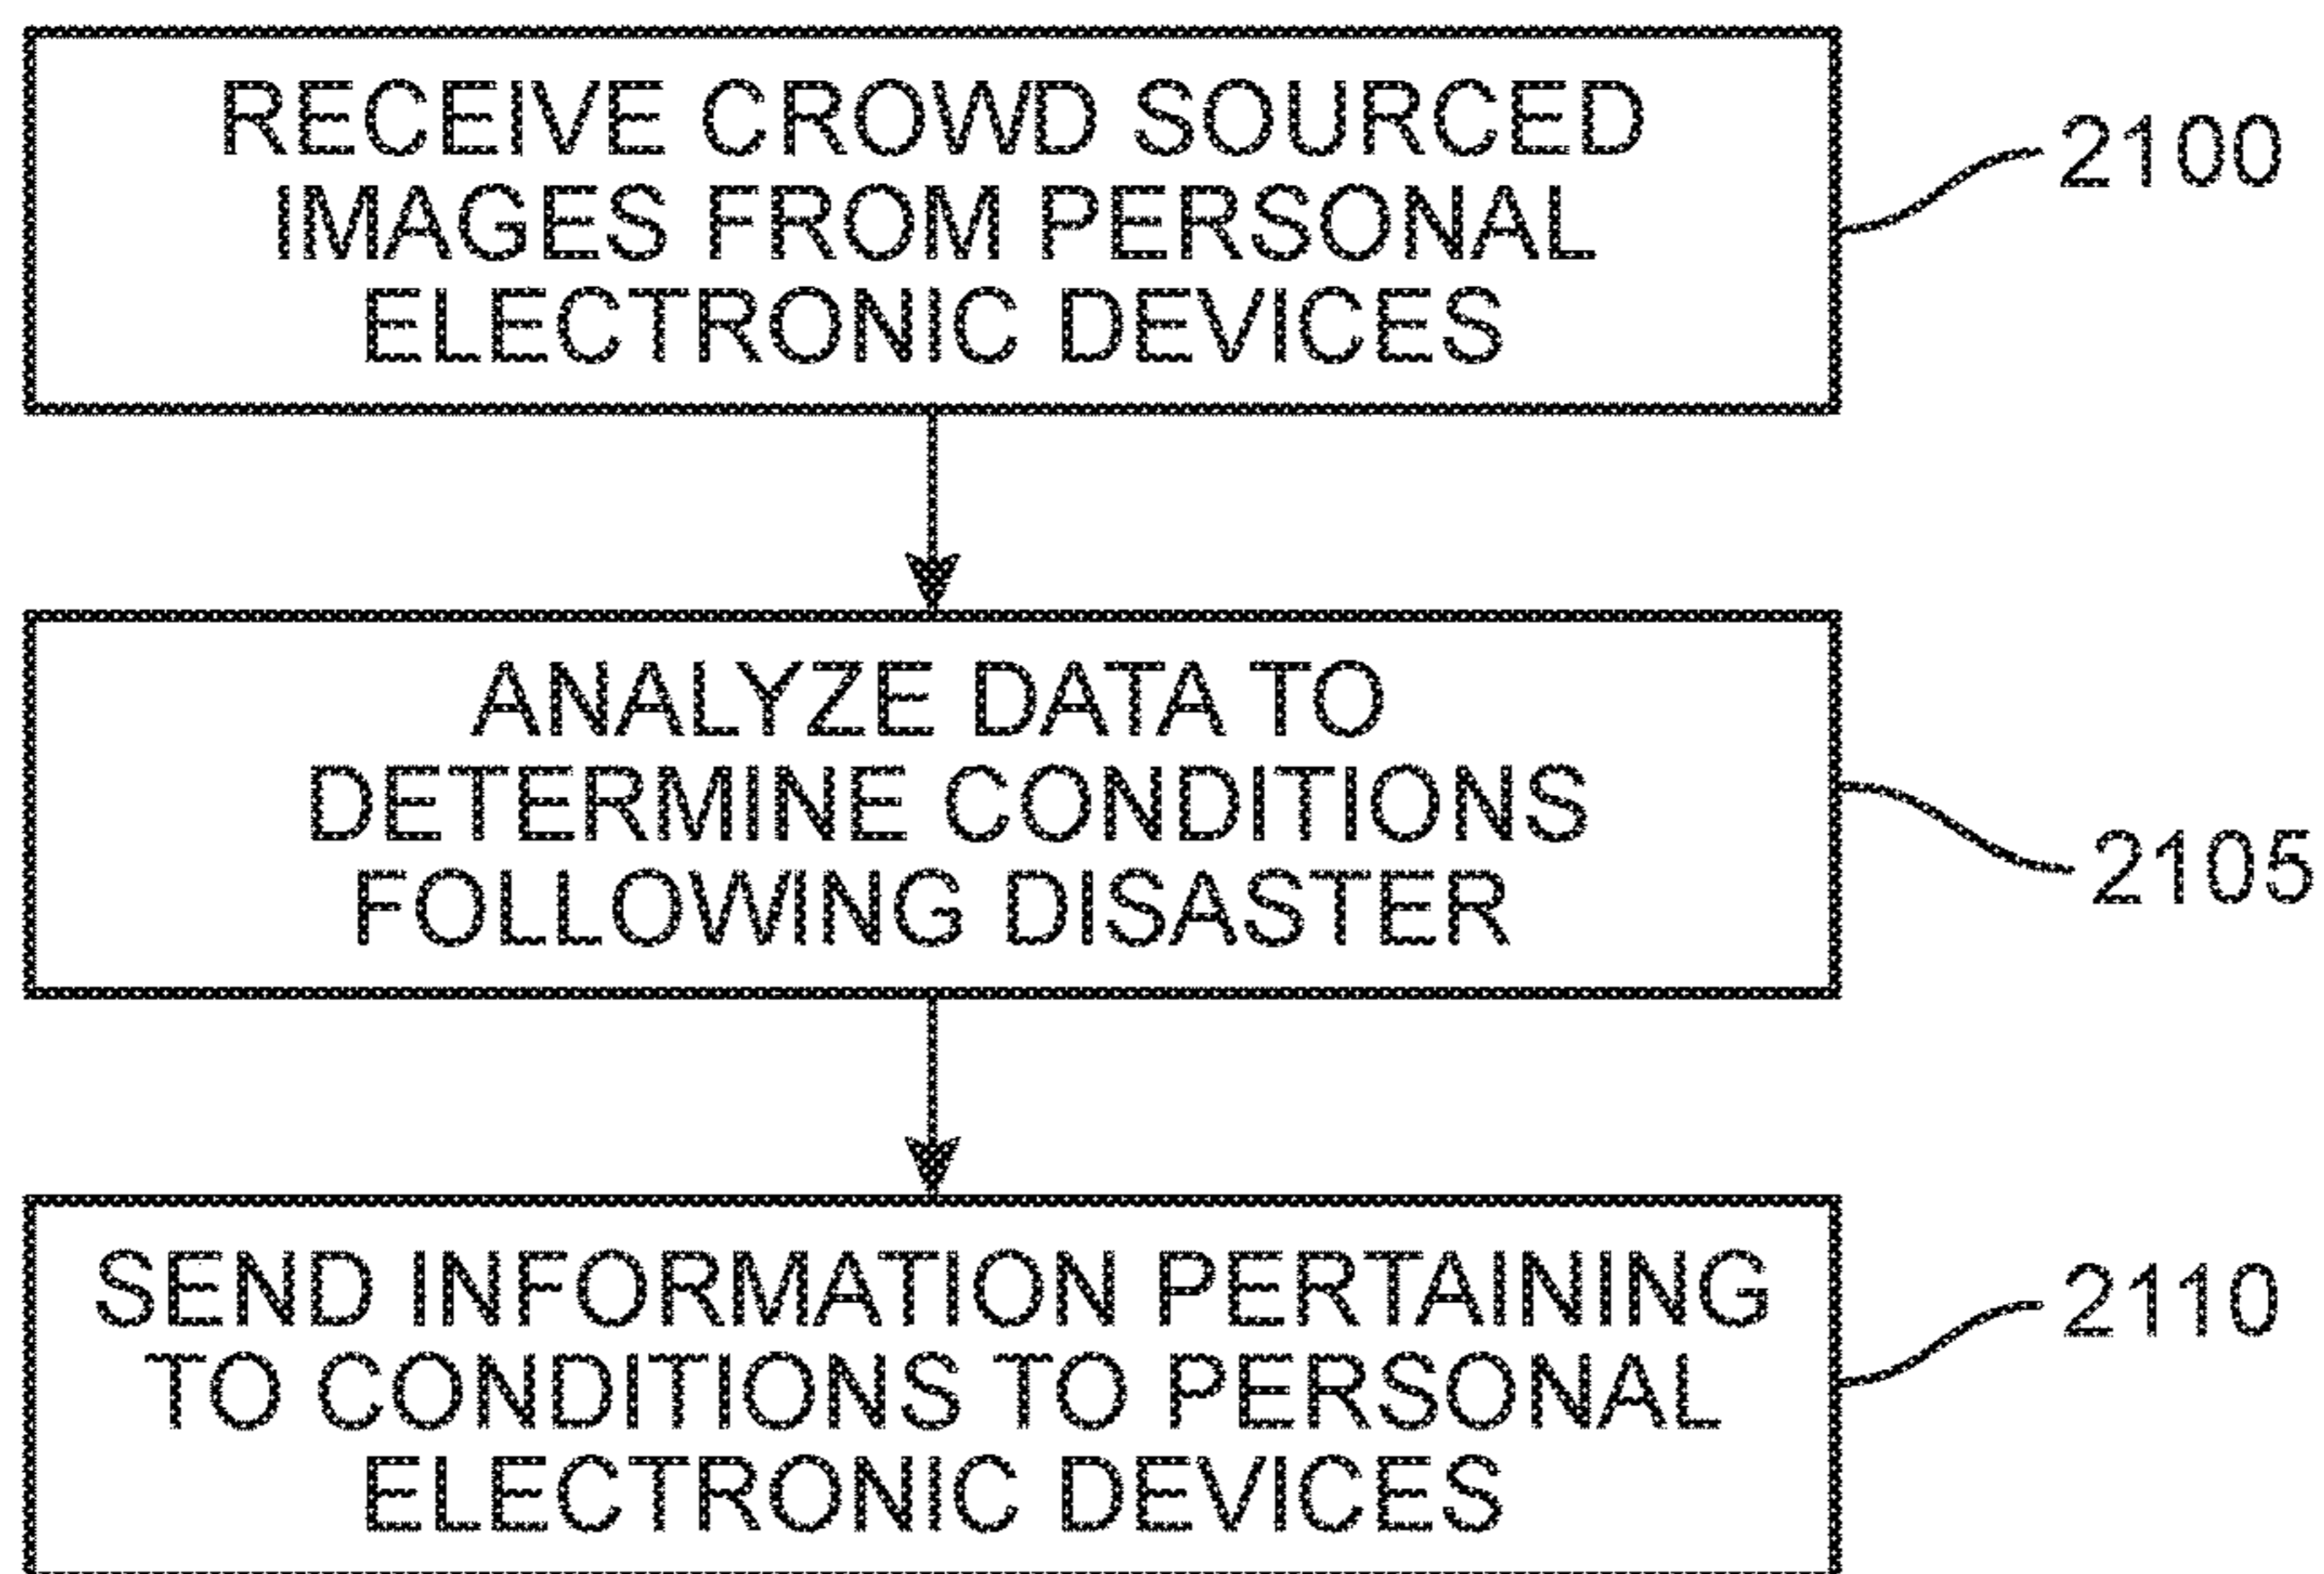 RECEIVE CROWD SOURCED
IMAGES FROM PERSONAL
ELECTRONIC DEVICES
2100
ANALYZE DATA TO
DETERMINE CONDITIONS
FOLLOWING DISASTER
2105
SEND INFORMATION PERTAINING
TO CONDITIONS TO PERSONAL
ELECTRONIC DEVICES
2110